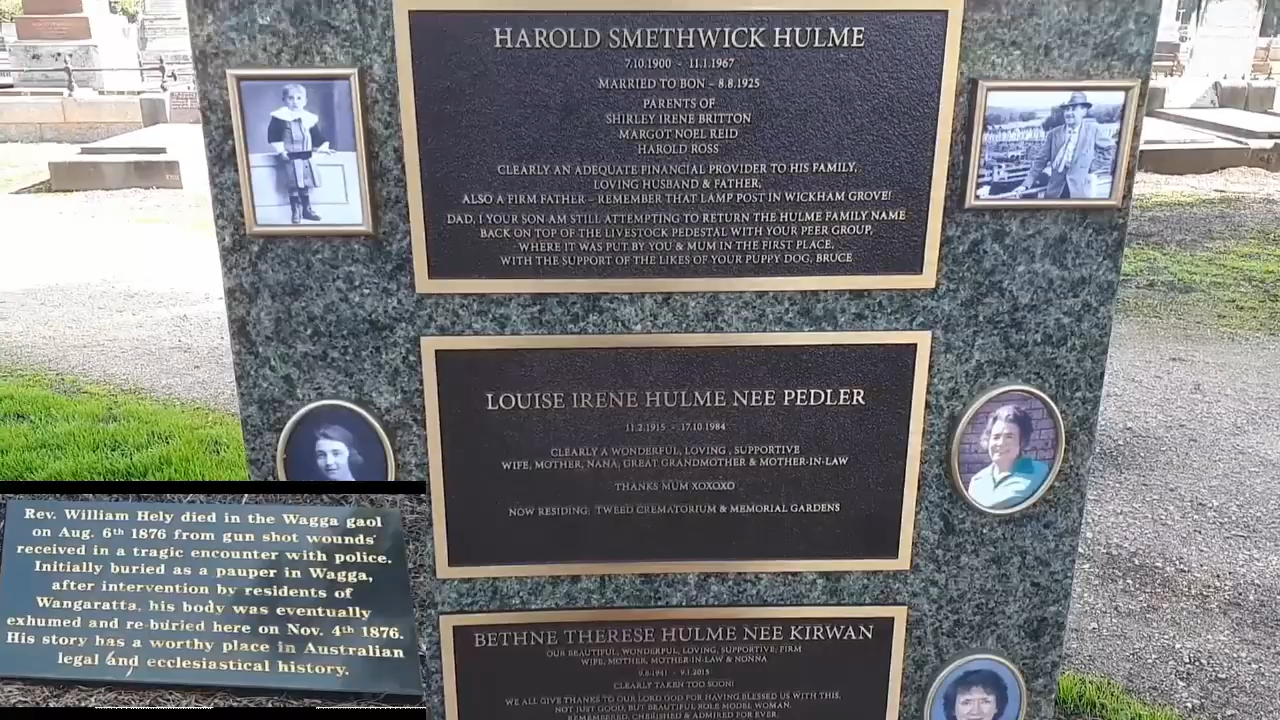 HAROLD SMETHWICK HULME
7.10.1900 - 11.1.1967
MARRIED TO BON - 8.8.1925
PARENTS OF
SHIRLEY IRENE BRITTON
MARGOT NOEL REID
HAROLD ROSS
CLEARLY AN ADEQUATE FINANCIAL PROVIDER TO HIS FAMILY,
LOVING HUSBAND & FATHER,
ALSO A FIRM FATHER - REMEMBER THAT LAMP POST IN WICKHAM GROVE!
DAD, I YOUR SON AM STILL ATTEMPTING TO RETURN THE HULME FAMILY NAME
BACK ON TOP OF THE LIVESTOCK PEDESTAL WITH YOUR PEER GROUP,
WHERE IT WAS PUT BY YOU & MUM IN THE FIRST PLACE,
WITH THE SUPPORT OF THE LIKES OF YOUR PUPPY DOG, BRUCE
LOUISE IRENE HULME NEE PEDLER
11.2.1915 - 17.10.1984
CLEARLY A WONDERFUL, LOVING, SUPPORTIVE
WIFE, MOTHER, NANA, GREAT GRANDMOTHER & MOTHER-IN-LAW
THANKS MUM XOXOXO
NOW RESIDING: TWEED CREMATORIUM & MEMORIAL GARDENS
BETHNE THERESE HULME NEE KIRWAN
OUR BEAUTIFUL, WONDERFUL, LOVING, SUPPORTIVE, FIRM
WIFE, MOTHER, MOTHER-IN-LAW & NONNA
9.8.1941 - 9.1.2015
CLEARLY TAKEN TOO SOON!
WE ALL GIVE THANKS TO OUR LORD GOD FOR HAVING BLESSED US WITH THIS,
NOT JUST GOOD, BUT BEAUTIFUL ROLE MODEL WOMAN.
REMEMBERED, CHERISHED & ADMIRED FOR EVER.
Rev. William Hely died in the Wagga gaol
on Aug. 6th 1876 from gun shot wounds
received in a tragic encounter with police.
Initially buried as a pauper in Wagga,
after intervention by residents of
Wangaratta, his body was eventually
exhumed and re-buried here on Nov. 4th 1876.
His story has a worthy place in Australian
legal and ecclesiastical history.